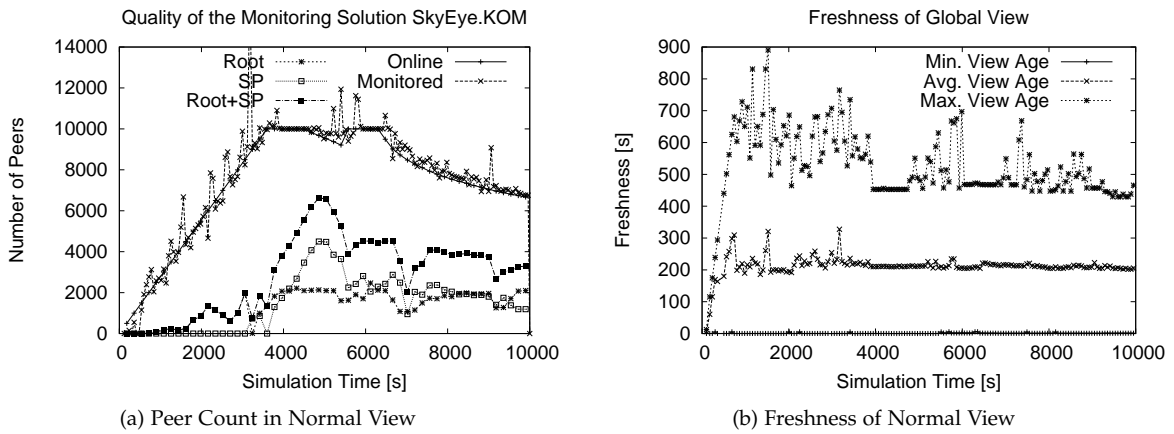 Quality of the Monitoring Solution SkyEye.KOM
14000
12000
10000
8000
6000
4000
2000
0
Number of Peers
Root
SP
Root+SP
Online
Monitored
0
2000
4000
6000
8000
10000
Simulation Time [s]
(a) Peer Count in Normal View
Freshness of Global View
900
800
700
600
500
400
300
200
100
0
Freshness [s]
Min. View Age
Avg. View Age
Max. View Age
0
2000
4000
6000
8000
10000
Simulation Time [s]
(b) Freshness of Normal View